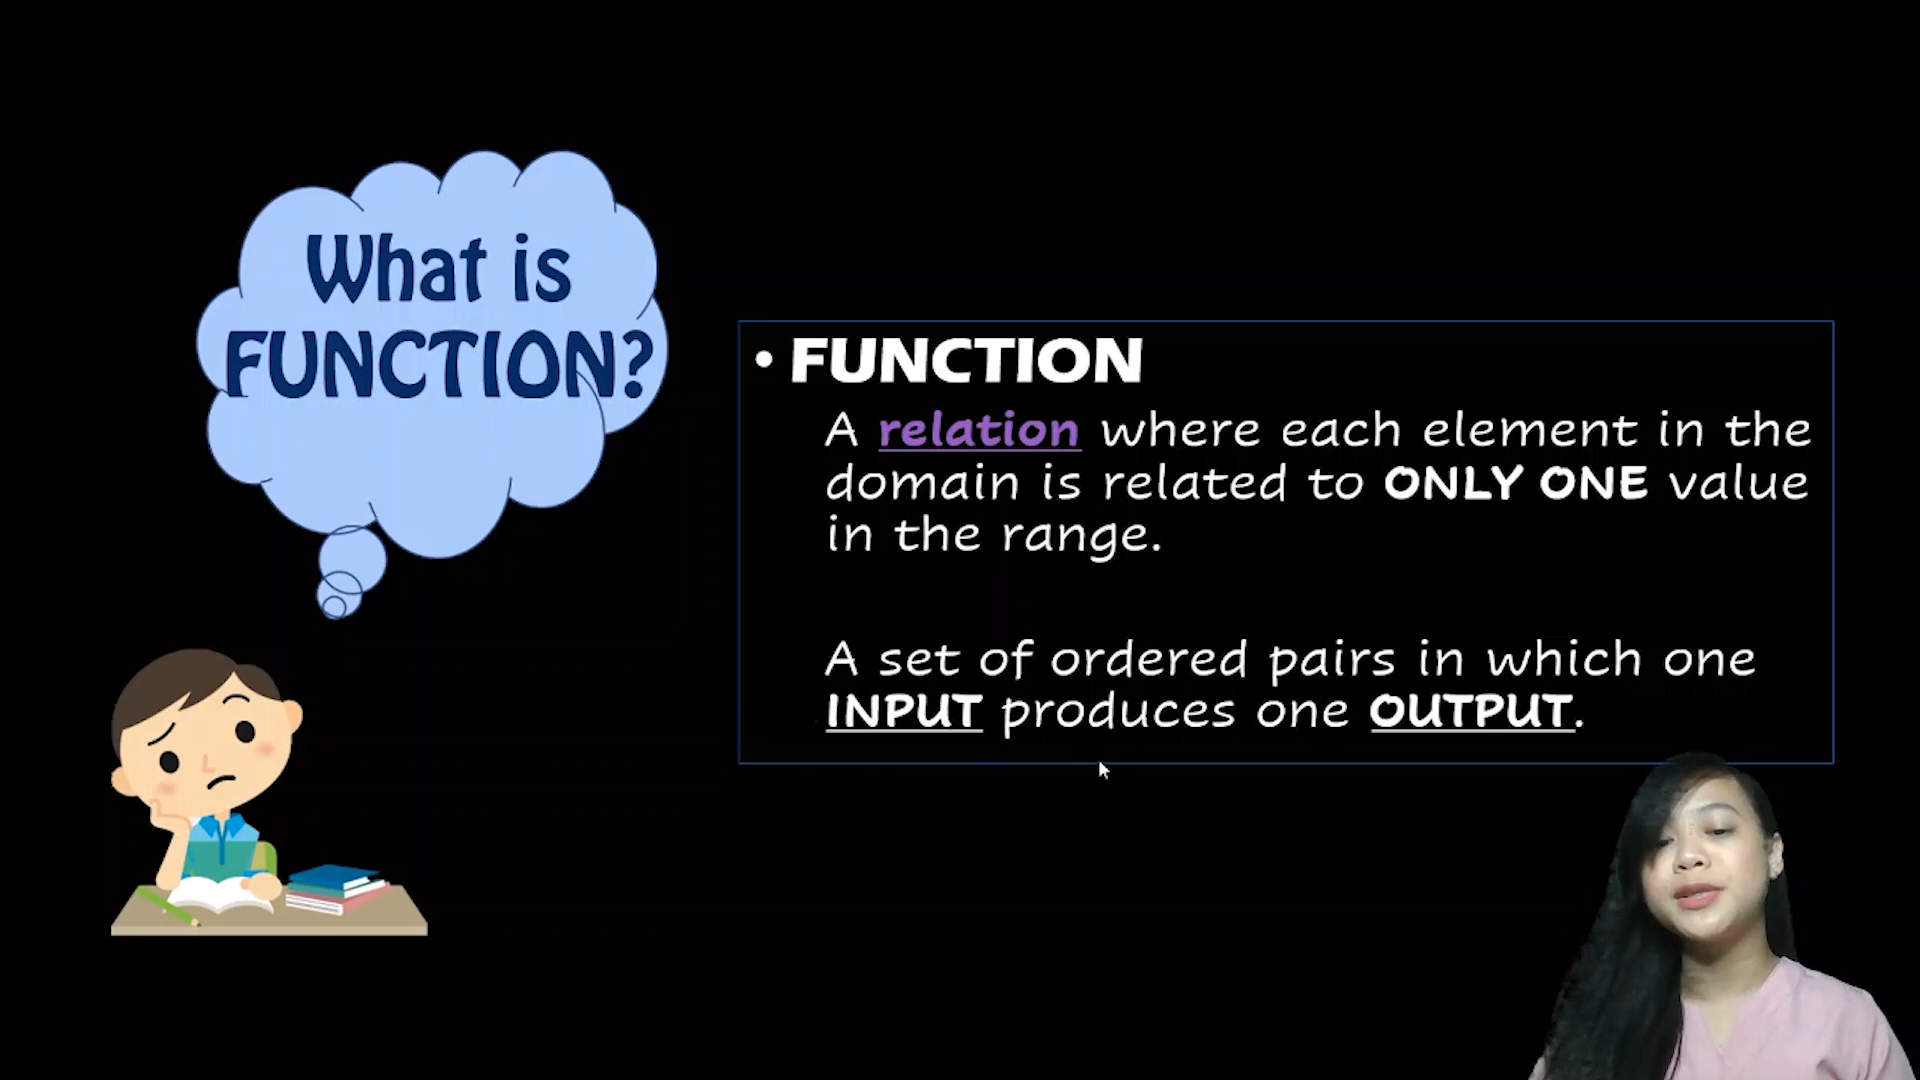 What is
FUNCTION?
• FUNCTION
A relation where each element in the
domain is related to ONLY ONE value
in the range.
A set of ordered pairs in which one
INPUT produces one OUTPUT.